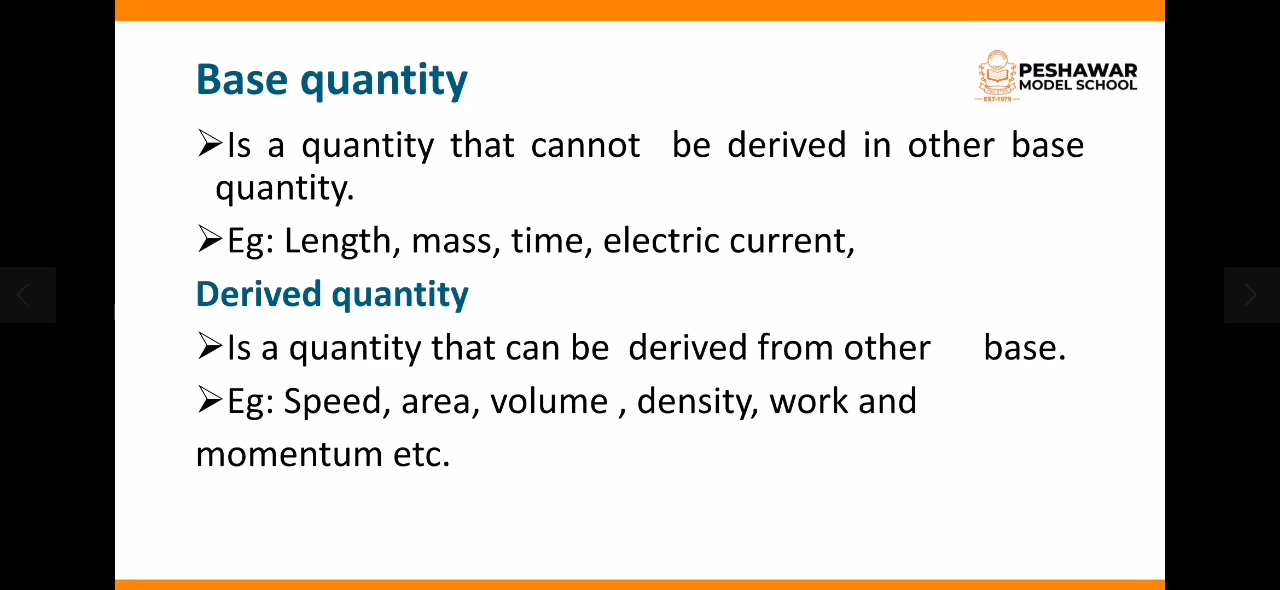 Base quantity
PESHAWAR
MODEL SCHOOL
EST-1979
➢Is a quantity that cannot be derived in other base
quantity.
➢Eg: Length, mass, time, electric current,
Derived quantity
➢Is a quantity that can be derived from other base.
➢Eg: Speed, area, volume , density, work and
momentum etc.